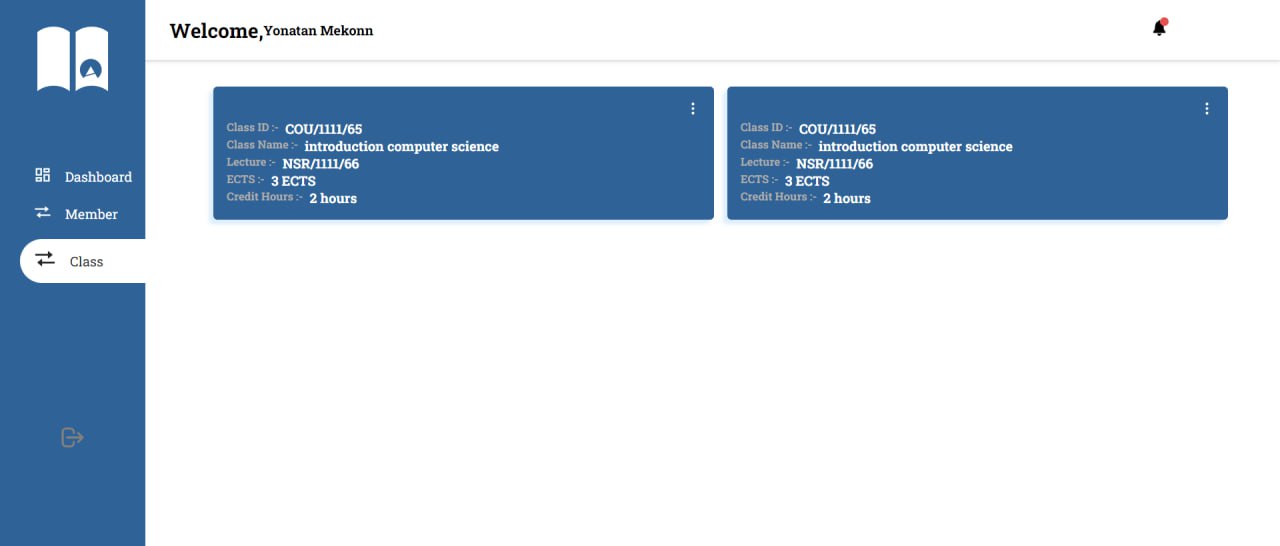 Welcome,Yonatan Mekonn
Dashboard
Member
Class
Class ID :- COU/1111/65
Class Name :- introduction computer science
Lecture :- NSR/1111/66
ECTS :- 3 ECTS
Credit Hours :- 2 hours
Class ID :- COU/1111/65
Class Name :- introduction computer science
Lecture :- NSR/1111/66
ECTS :- 3 ECTS
Credit Hours :- 2 hours